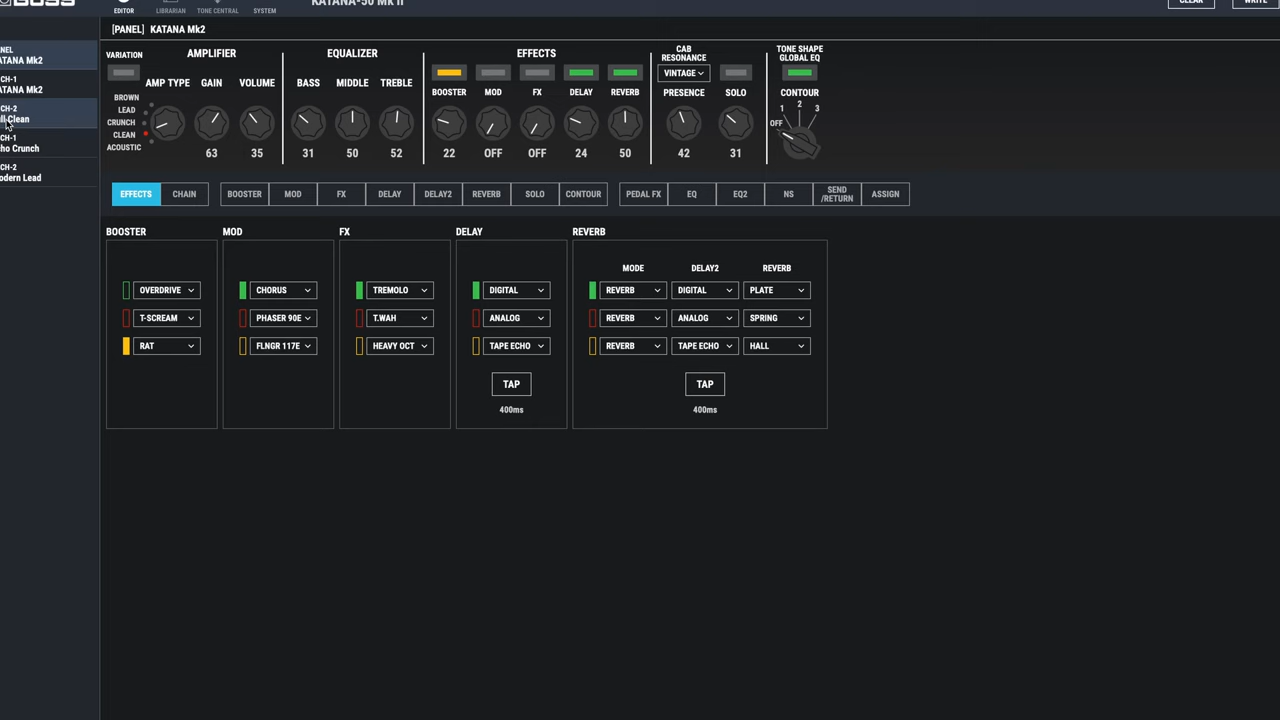 BOSS
EDITOR
LIBRARIAN
TONE CENTRAL
SYSTEM
KATANA-50 MkII
CLEAR
WRITE
[PANEL] KATANA Mk2
CH-1
CH-2
Clean
CH-1
Crunch
CH-2
Lead
VARIATION
AMPLIFIER
EQUALIZER
EFFECTS
CAB
RESONANCE
TONE SHAPE
GLOBAL EQ
AMP TYPE
GAIN
VOLUME
BASS
MIDDLE
TREBLE
BOOSTER
MOD
FX
DELAY
REVERB
VINTAGE
PRESENCE
SOLO
CONTOUR
BROWN
LEAD
CRUNCH
CLEAN
ACOUSTIC
OFF
1
2
3
63
35
31
50
52
22
OFF
OFF
24
50
42
31
EFFECTS
CHAIN
BOOSTER
MOD
FX
DELAY
DELAY2
REVERB
SOLO
CONTOUR
PEDAL FX
EQ
EQ2
NS
SEND
/RETURN
ASSIGN
BOOSTER
MOD
FX
DELAY
REVERB
MODE
DELAY2
REVERB
OVERDRIVE
CHORUS
TREMOLO
DIGITAL
REVERB
DIGITAL
PLATE
T-SCREAM
PHASER 90E
T.WAH
ANALOG
REVERB
ANALOG
SPRING
RAT
FLNGR 117E
HEAVY OCT
TAPE ECHO
REVERB
TAPE ECHO
HALL
TAP
TAP
400ms
400ms